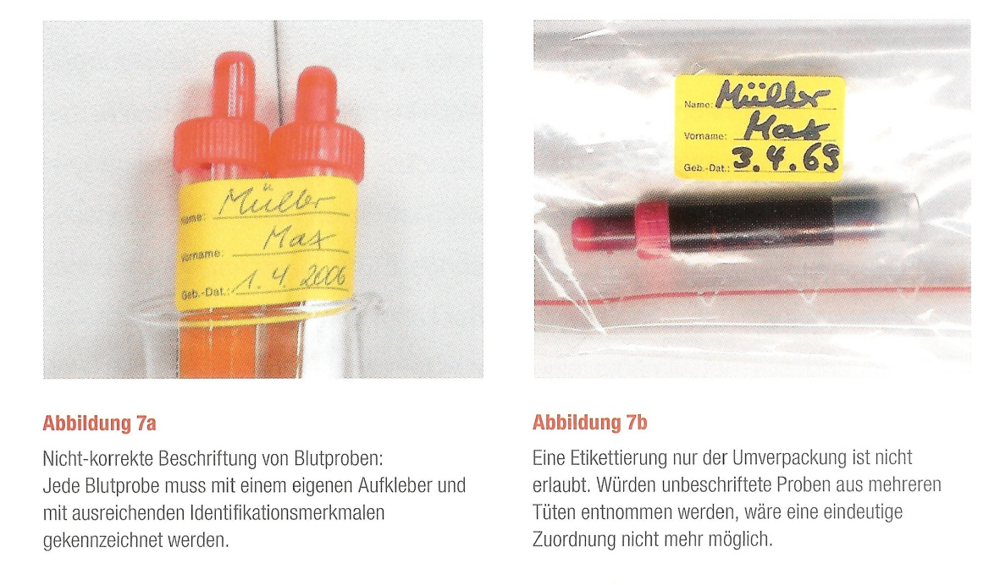 Name: Müller
Vorname: Max
Geb.-Dat.: 1. 4. 2006
Name: Müller
Vorname: Max
Geb.-Dat.: 3.4.69
Abbildung 7a
Nicht-korrekte Beschriftung von Blutproben:
Jede Blutprobe muss mit einem eigenen Aufkleber und
mit ausreichenden Identifikationsmerkmalen
gekennzeichnet werden.
Abbildung 7b
Eine Etikettierung nur der Umverpackung ist nicht
erlaubt. Würden unbeschriftete Proben aus mehreren
Tüten entnommen werden, wäre eine eindeutige
Zuordnung nicht mehr möglich.